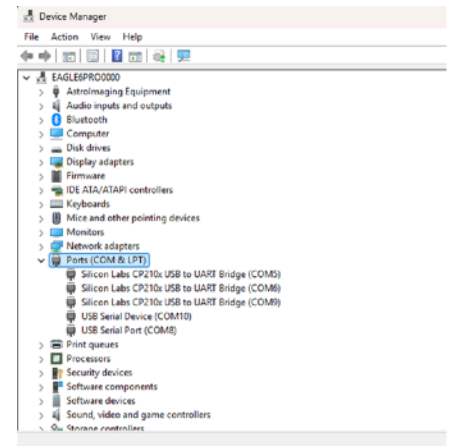 Device Manager
File Action View Help
EAGLE6PRO0000
AstroImaging Equipment
Audio inputs and outputs
Bluetooth
Computer
Disk drives
Display adapters
Firmware
IDE ATA/ATAPI controllers
Keyboards
Mice and other pointing devices
Monitors
Network adapters
Ports (COM & LPT)
Silicon Labs CP210x USB to UART Bridge (COM5)
Silicon Labs CP210x USB to UART Bridge (COM6)
Silicon Labs CP210x USB to UART Bridge (COM9)
USB Serial Device (COM10)
USB Serial Port (COM8)
Print queues
Processors
Security devices
Software components
Software devices
Sound, video and game controllers
Storage controllers